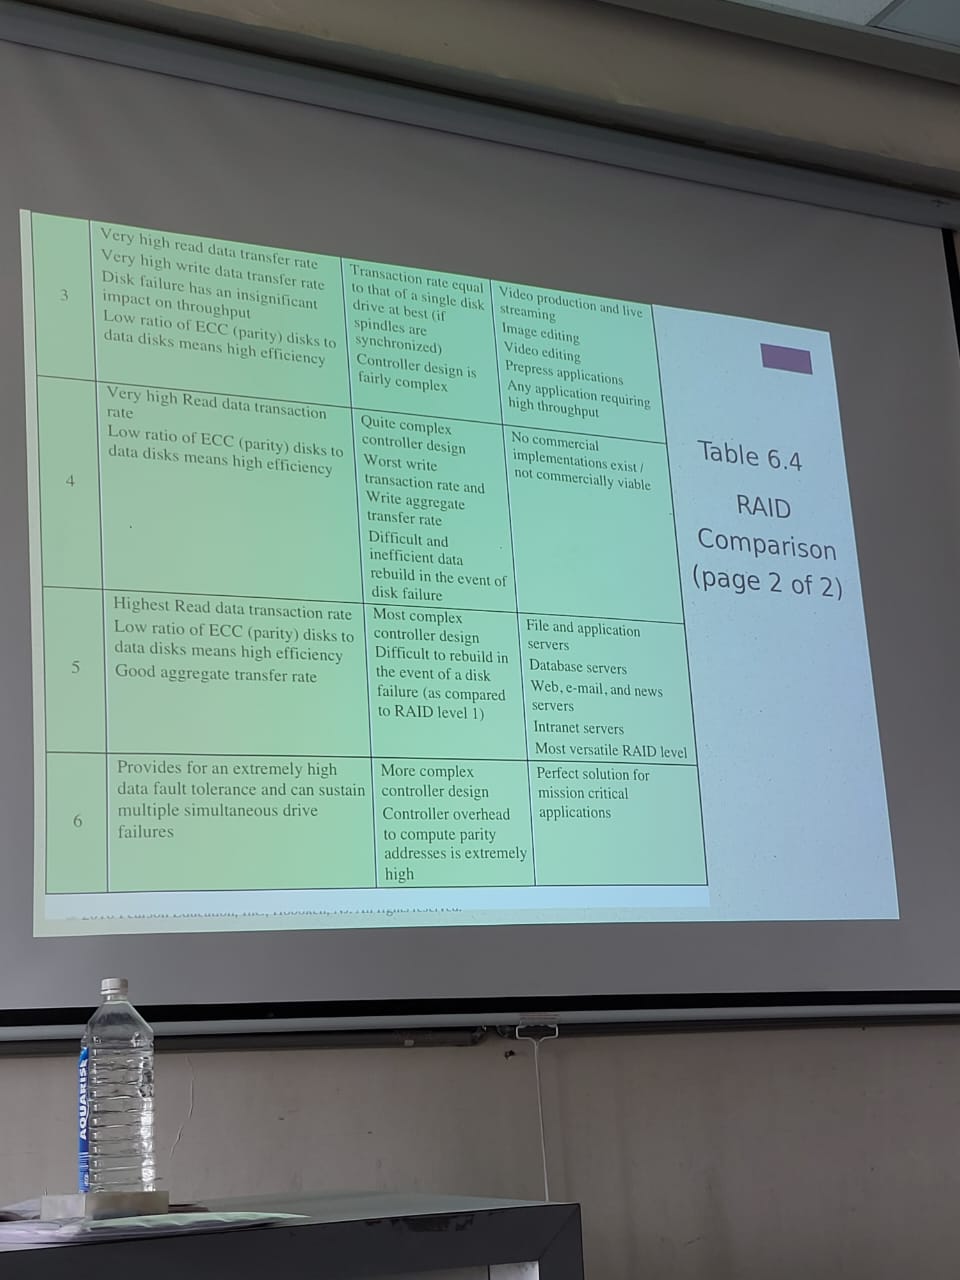 3
Very high read data transfer rate
Very high write data transfer rate
Disk failure has an insignificant
impact on throughput
Low ratio of ECC (parity) disks to
data disks means high efficiency
Transaction rate equal
to that of a single disk
drive at best (if
spindles are
synchronized)
Controller design is
fairly complex
Video production and live
streaming
Image editing
Video editing
Prepress applications
Any application requiring
high throughput
4
Very high Read data transaction
rate
Low ratio of ECC (parity) disks to
data disks means high efficiency
Quite complex
controller design
Worst write
transaction rate and
Write aggregate
transfer rate
Difficult and
inefficient data
rebuild in the event of
disk failure
No commercial
implementations exist /
not commercially viable
5
Highest Read data transaction rate
Low ratio of ECC (parity) disks to
data disks means high efficiency
Good aggregate transfer rate
Most complex
controller design
Difficult to rebuild in
the event of a disk
failure (as compared
to RAID level 1)
File and application
servers
Database servers
Web, e-mail, and news
servers
Intranet servers
Most versatile RAID level
6
Provides for an extremely high
data fault tolerance and can sustain
multiple simultaneous drive
failures
More complex
controller design
Controller overhead
to compute parity
addresses is extremely
high
Perfect solution for
mission critical
applications
Table 6.4
RAID
Comparison
(page 2 of 2)
AQUARISE